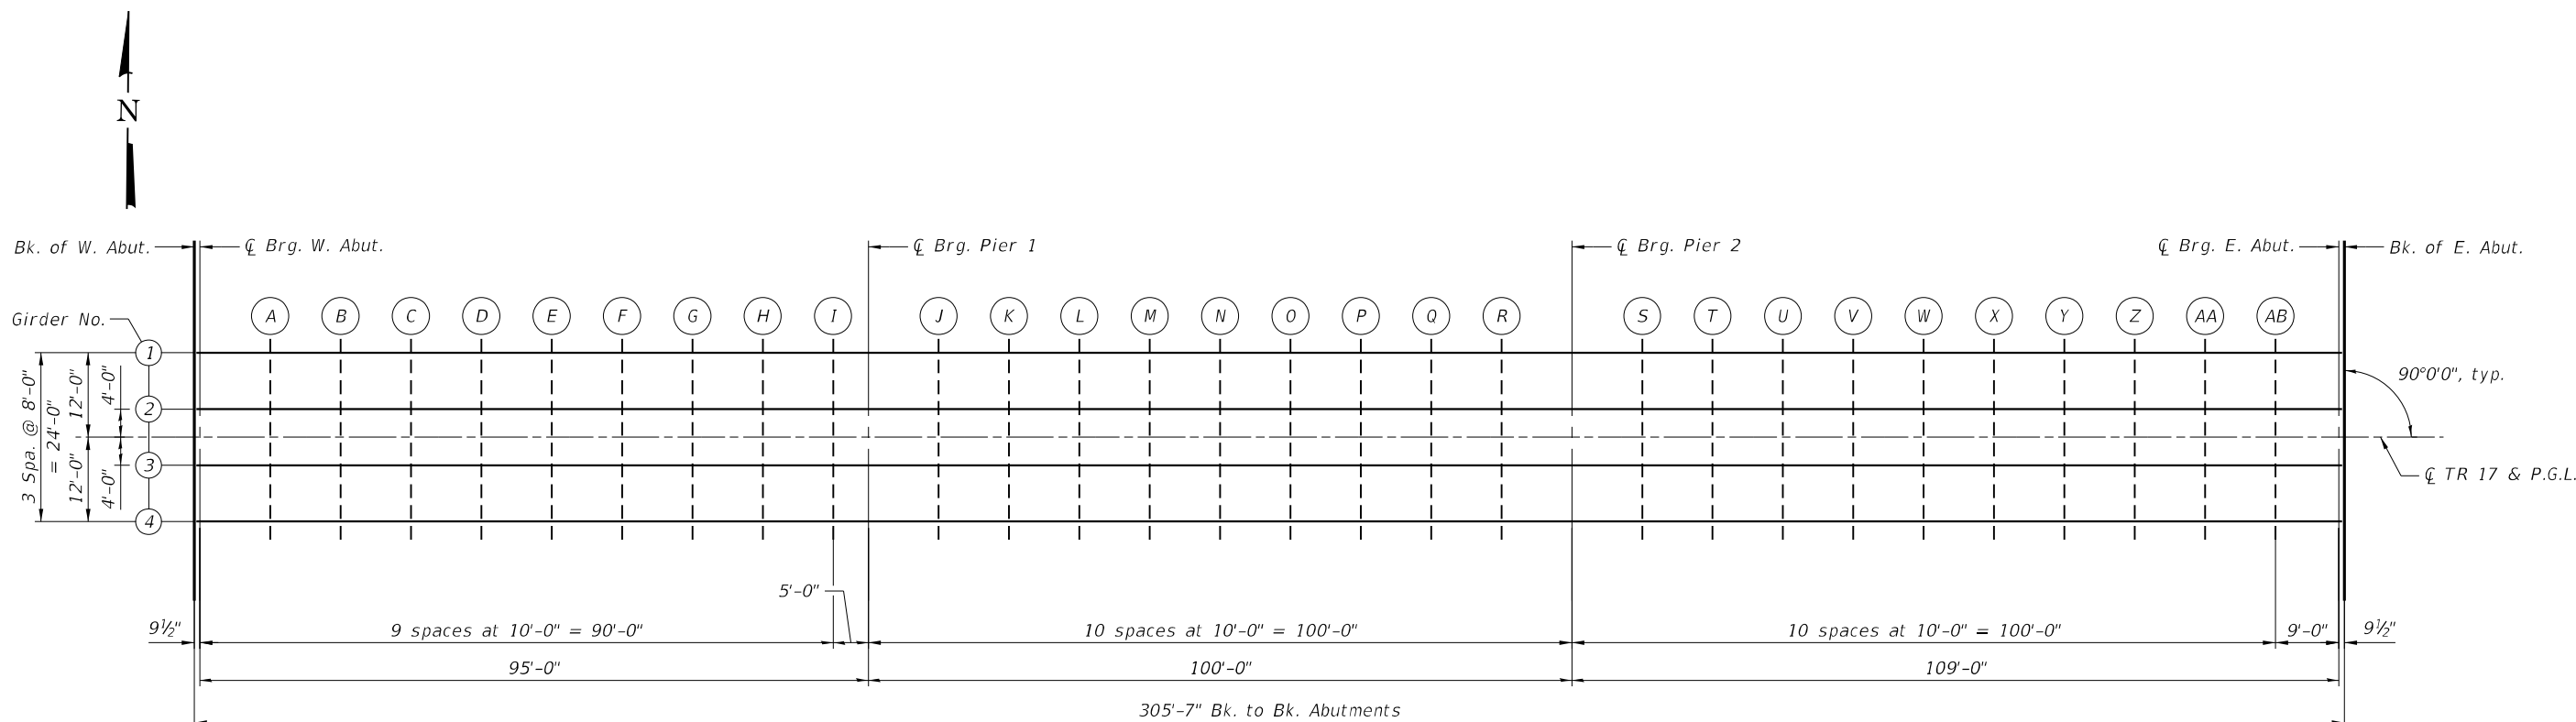 N
Bk. of W. Abut.
℄ Brg. W. Abut.
℄ Brg. Pier 1
℄ Brg. Pier 2
℄ Brg. E. Abut.
Bk. of E. Abut.
Girder No.
A B C D E F G H I J K L M N O P Q R S T U V W X Y Z AA AB
1
2
3
4
3 Spa. @ 8'-0"
= 24'-0"
12'-0"
12'-0"
4'-0"
4'-0"
90°0'0", typ.
℄ TR 17 & P.G.L.
5'-0"
9½"
9 spaces at 10'-0" = 90'-0"
10 spaces at 10'-0" = 100'-0"
10 spaces at 10'-0" = 100'-0"
9'-0"
9½"
95'-0"
100'-0"
109'-0"
305'-7" Bk. to Bk. Abutments